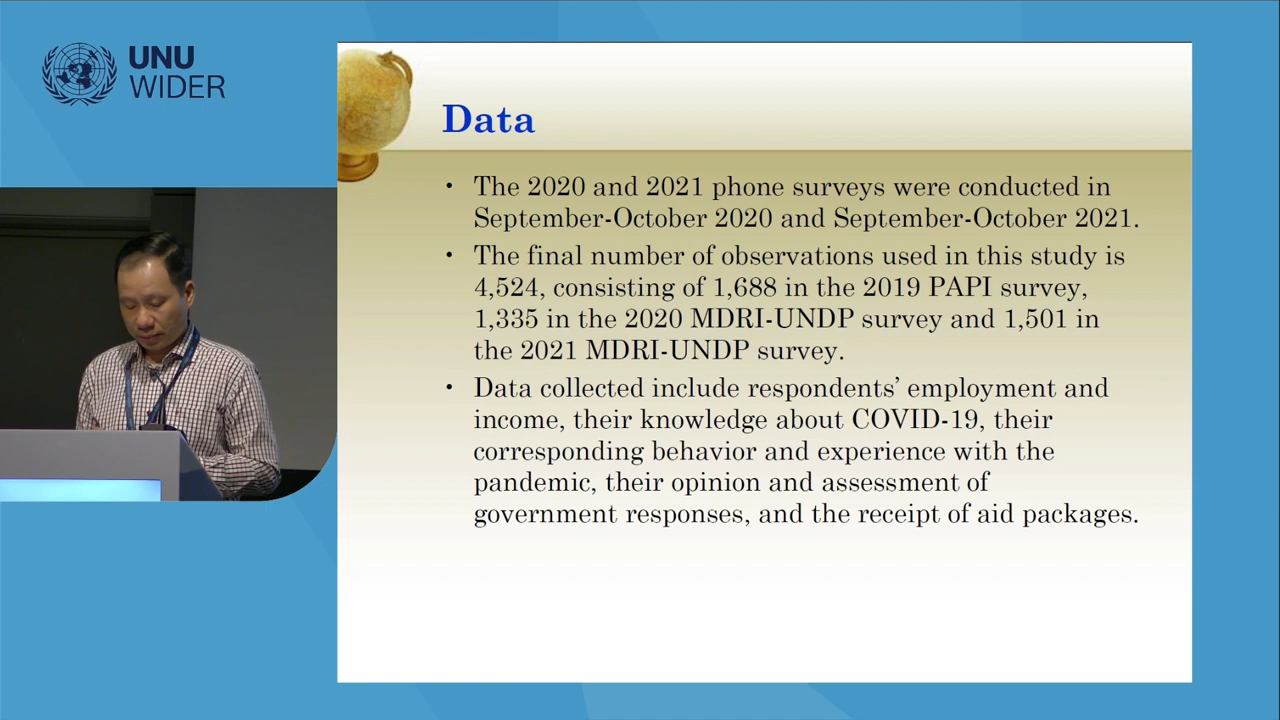 UNU
WIDER
Data
• The 2020 and 2021 phone surveys were conducted in
September-October 2020 and September-October 2021.
• The final number of observations used in this study is
4,524, consisting of 1,688 in the 2019 PAPI survey,
1,335 in the 2020 MDRI-UNDP survey and 1,501 in
the 2021 MDRI-UNDP survey.
• Data collected include respondents’ employment and
income, their knowledge about COVID-19, their
corresponding behavior and experience with the
pandemic, their opinion and assessment of
government responses, and the receipt of aid packages.